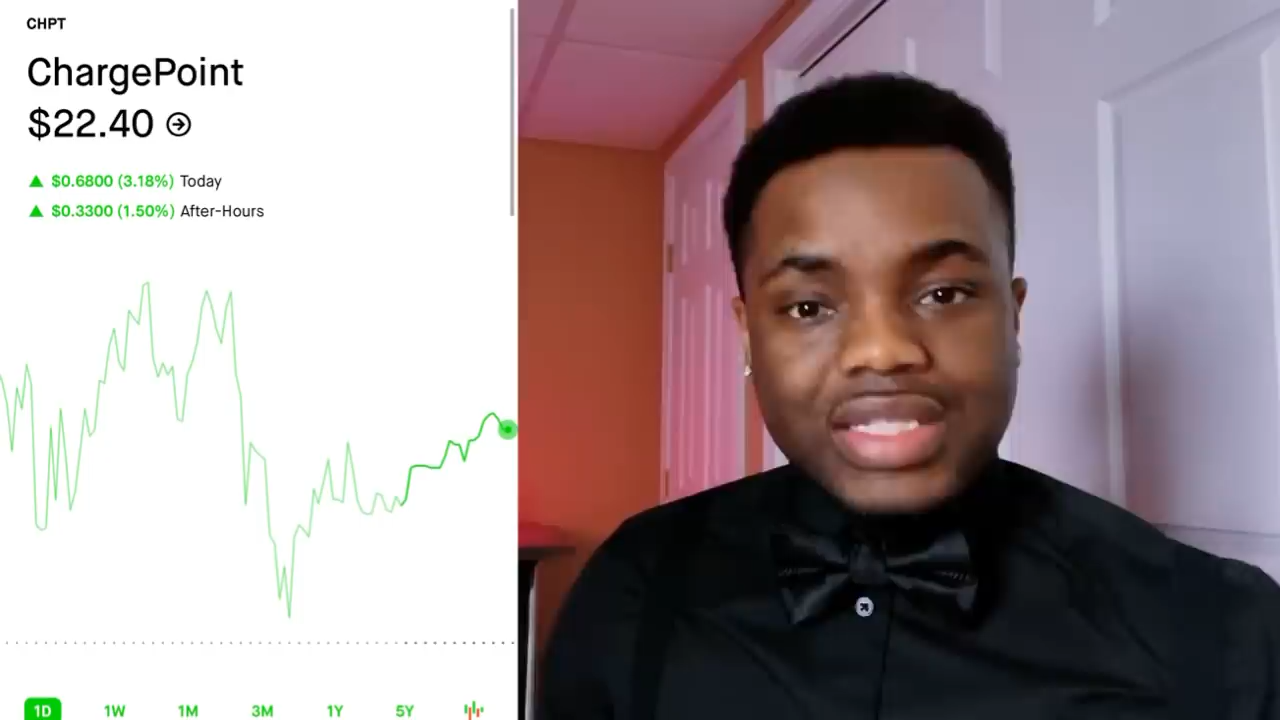 CHPT
ChargePoint
$22.40
▲ $0.6800 (3.18%) Today
▲ $0.3300 (1.50%) After-Hours
1D 1W 1M 3M 1Y 5Y